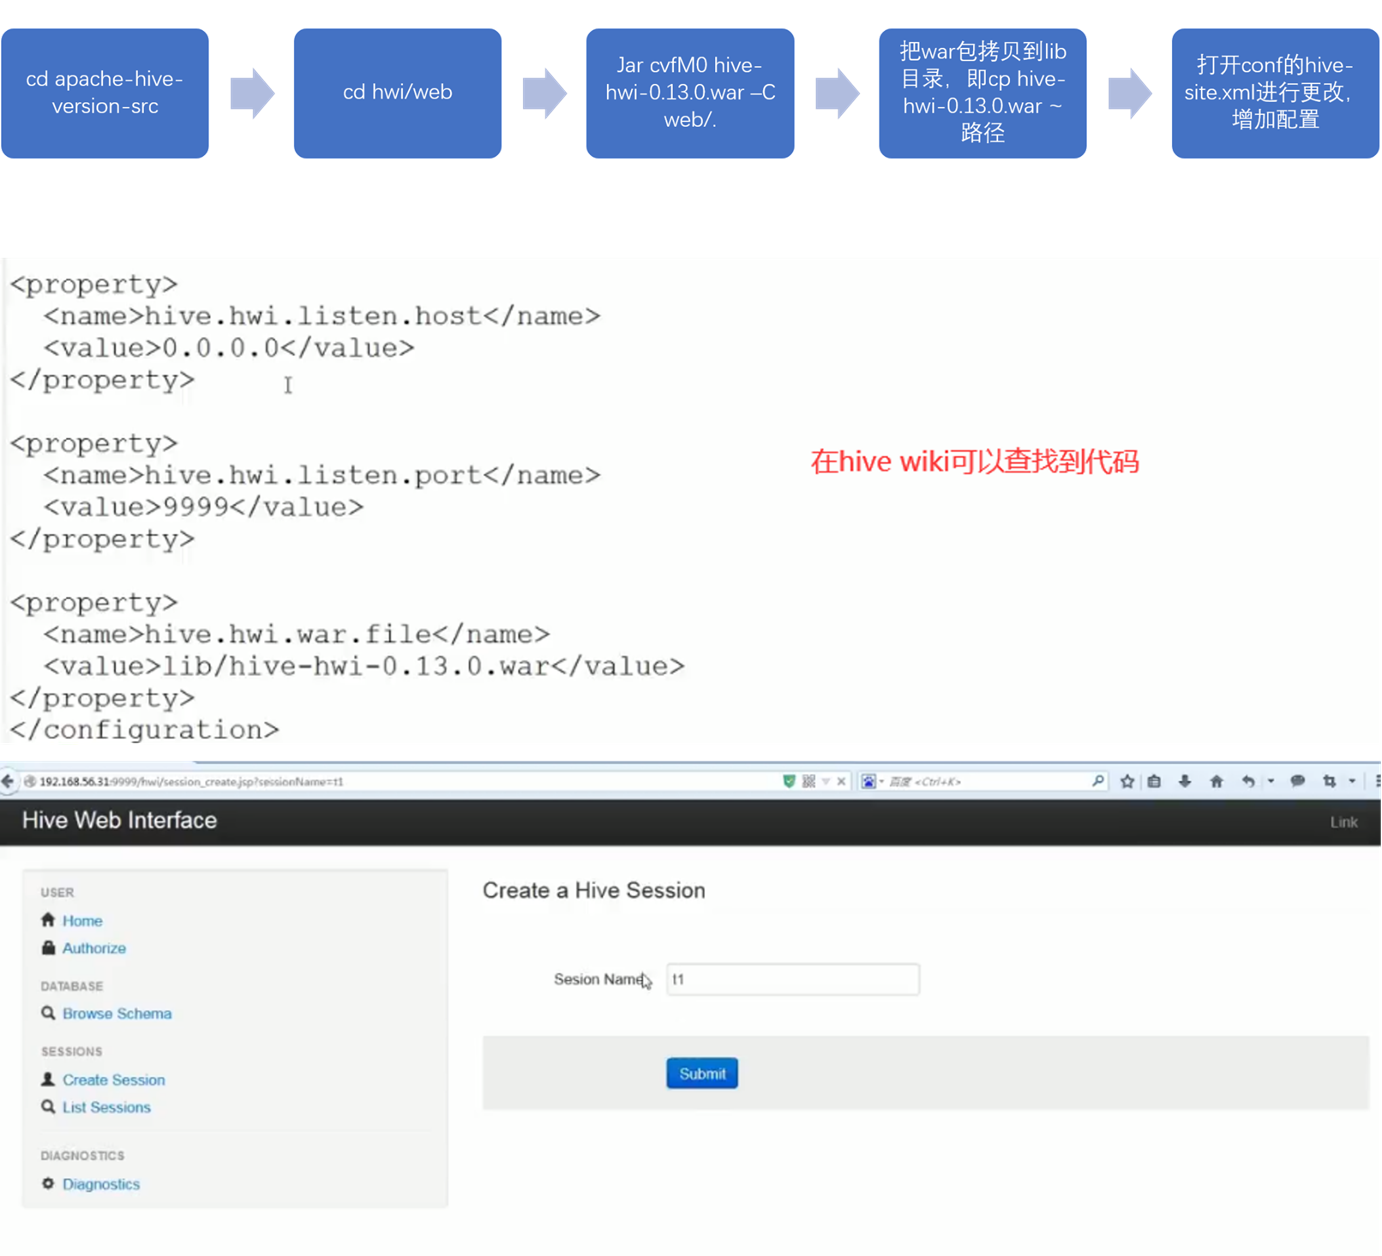 cd apache-hive-
version-src
cd hwi/web
Jar cvfM0 hive-
hwi-0.13.0.war –C
web/.
把war包拷贝到lib
目录，即cp hive-
hwi-0.13.0.war ~
路径
打开conf的hive-
site.xml进行更改,
增加配置
<property>
<name>hive.hwi.listen.host</name>
<value>0.0.0.0</value>
</property>
<property>
<name>hive.hwi.listen.port</name>
<value>9999</value>
</property>
<property>
<name>hive.hwi.war.file</name>
<value>lib/hive-hwi-0.13.0.war</value>
</property>
</configuration>
在hive wiki可以查找到代码
192.168.56.31:9999/hwi/session_create.jsp?sessionName=t1
百度 <Ctrl+K>
Hive Web Interface
Link
USER
Home
Authorize
DATABASE
Browse Schema
SESSIONS
Create Session
List Sessions
DIAGNOSTICS
Diagnostics
Create a Hive Session
Sesion Name
t1
Submit